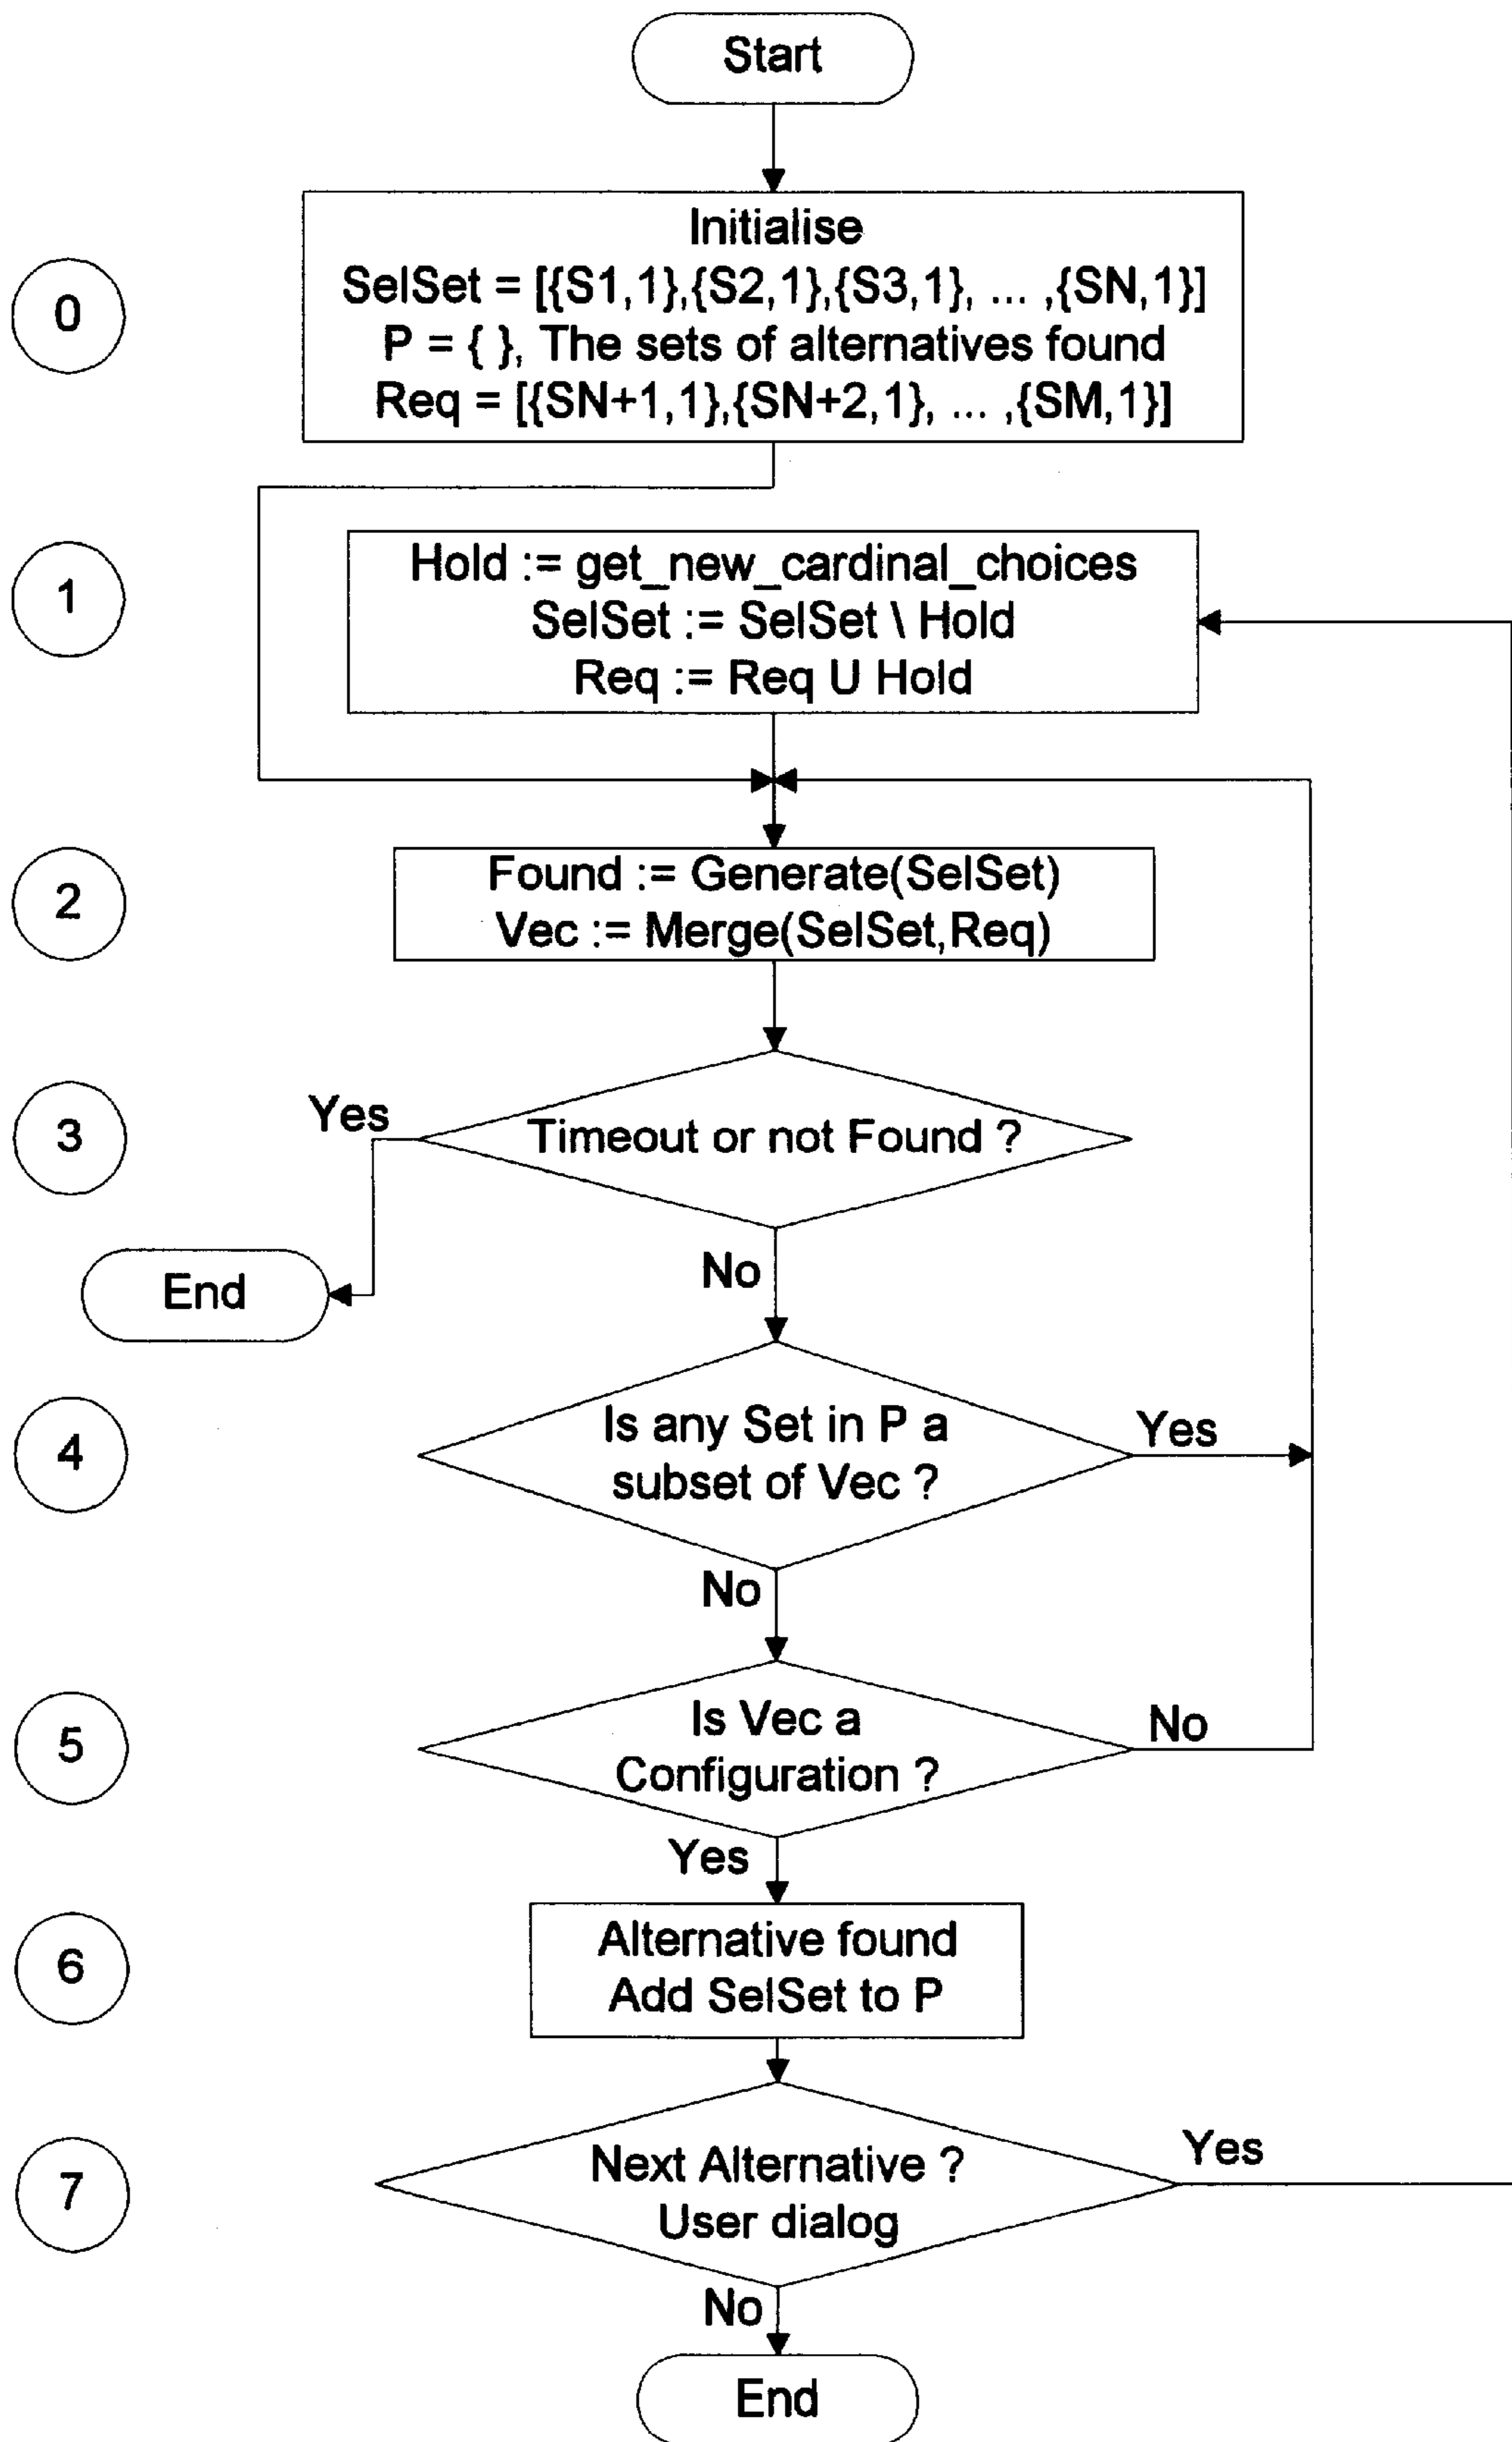 Start
0
Initialise
SelSet = [{S1,1},{S2,1},{S3,1}, ... ,{SN,1}]
P = { }, The sets of alternatives found
Req = [{SN+1,1},{SN+2,1}, ... ,{SM,1}]
1
Hold := get_new_cardinal_choices
SelSet := SelSet \ Hold
Req := Req U Hold
2
Found := Generate(SelSet)
Vec := Merge(SelSet,Req)
3
Yes
Timeout or not Found ?
No
End
4
Is any Set in P a
subset of Vec ?
Yes
No
5
Is Vec a
Configuration ?
No
Yes
6
Alternative found
Add SelSet to P
7
Next Alternative ?
User dialog
Yes
No
End